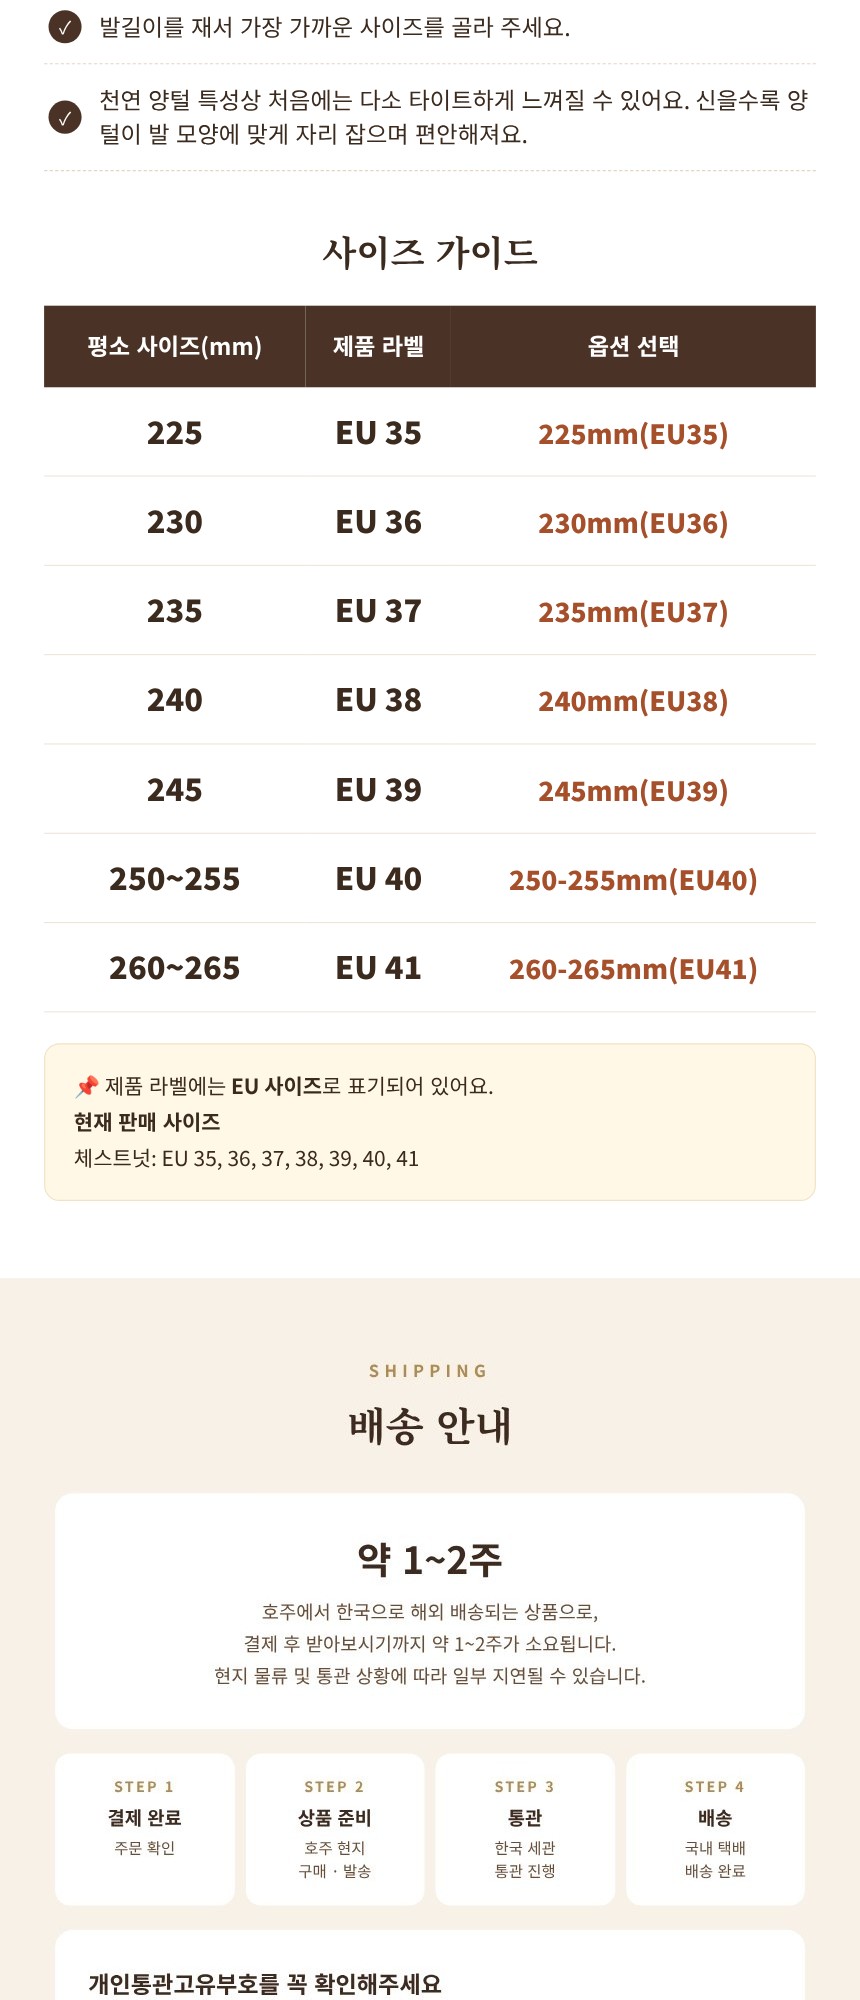 발길이를 재서 가장 가까운 사이즈를 골라 주세요.
천연 양털 특성상 처음에는 다소 타이트하게 느껴질 수 있어요. 신을수록 양
털이 발 모양에 맞게 자리 잡으며 편안해져요.
사이즈 가이드
평소 사이즈(mm) 제품 라벨 옵션 선택
225 EU 35 225mm(EU35)
230 EU 36 230mm(EU36)
235 EU 37 235mm(EU37)
240 EU 38 240mm(EU38)
245 EU 39 245mm(EU39)
250~255 EU 40 250-255mm(EU40)
260~265 EU 41 260-265mm(EU41)
📌 제품 라벨에는 EU 사이즈로 표기되어 있어요.
현재 판매 사이즈
체스트넛: EU 35, 36, 37, 38, 39, 40, 41
SHIPPING
배송 안내
약 1~2주
호주에서 한국으로 해외 배송되는 상품으로,
결제 후 받아보시기까지 약 1~2주가 소요됩니다.
현지 물류 및 통관 상황에 따라 일부 지연될 수 있습니다.
STEP 1
결제 완료
주문 확인
STEP 2
상품 준비
호주 현지
구매 · 발송
STEP 3
통관
한국 세관
통관 진행
STEP 4
배송
국내 택배
배송 완료
개인통관고유부호를 꼭 확인해주세요